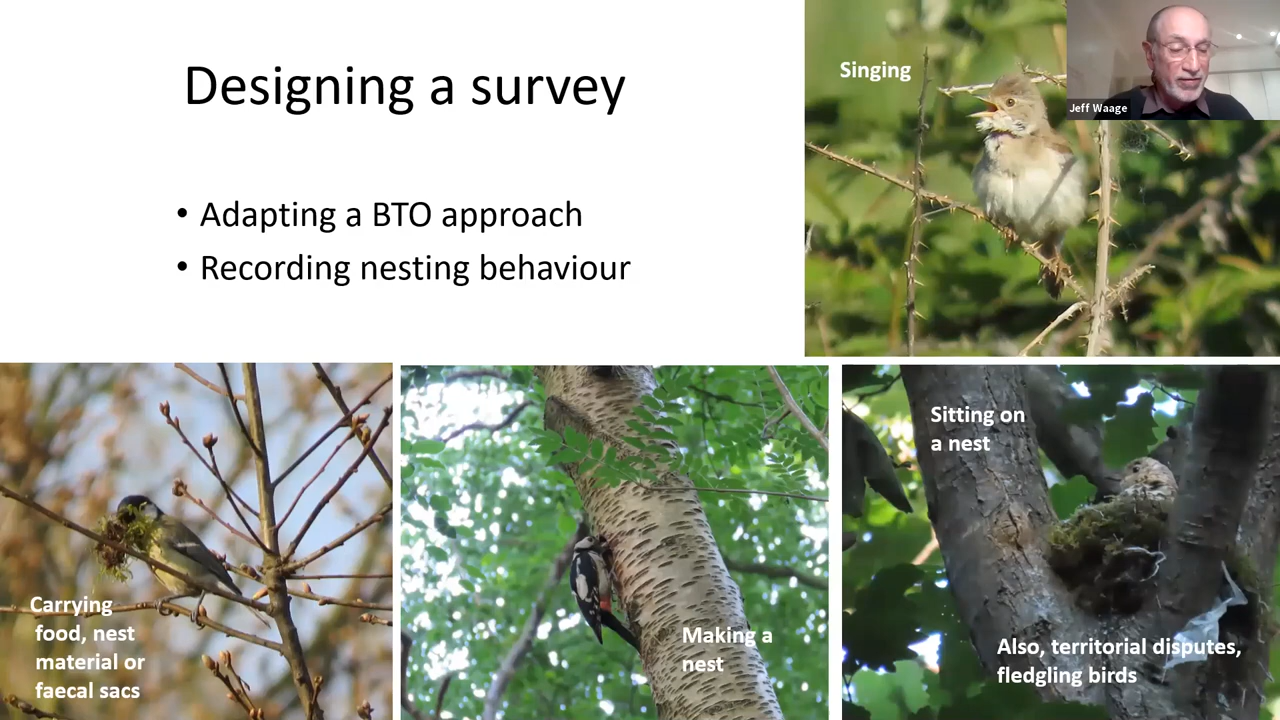 Designing a survey
• Adapting a BTO approach
• Recording nesting behaviour
Singing
Jeff Waage
Carrying
food, nest
material or
faecal sacs
Making a
nest
Sitting on
a nest
Also, territorial disputes,
fledgling birds